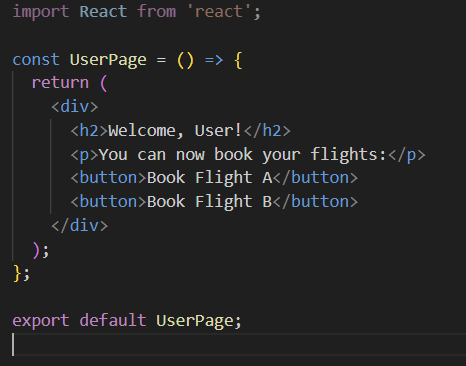 import React from 'react';
const UserPage = () => {
return (
<div>
<h2>Welcome, User!</h2>
<p>You can now book your flights:</p>
<button>Book Flight A</button>
<button>Book Flight B</button>
</div>
);
};
export default UserPage;